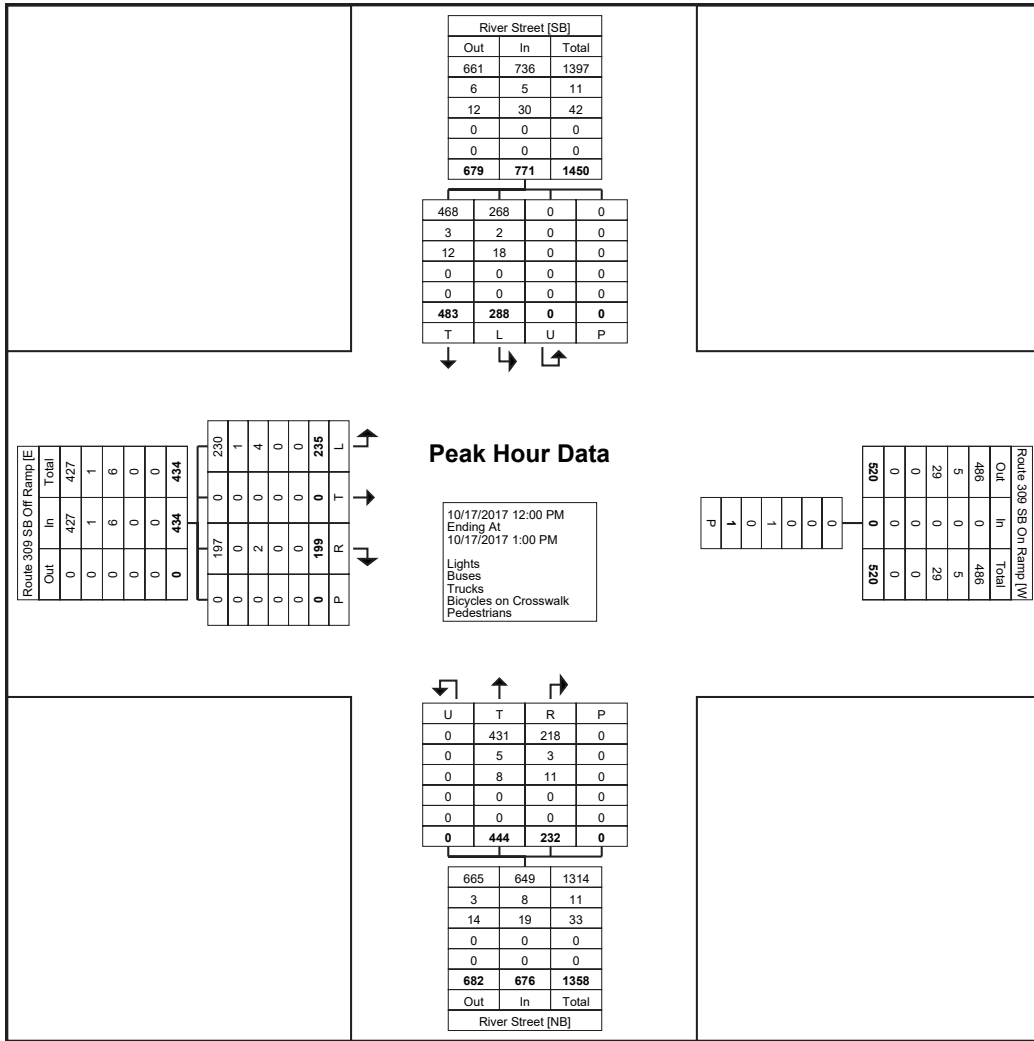 River Street [SB]
Out In Total
661 736 1397
6 5 11
12 30 42
0 0 0
0 0 0
679 771 1450
468 268 0 0
3 2 0 0
12 18 0 0
0 0 0 0
0 0 0 0
483 288 0 0
T L U P
Route 309 SB Off Ramp [E
Out In Total
0 427 427
0 1 1
0 6 6
0 0 0
0 0 0
0 434 434
0 197 0 230
0 0 0 1
0 2 0 4
0 0 0 0
0 0 0 0
0 199 0 235
P R T L
Peak Hour Data
10/17/2017 12:00 PM
Ending At
10/17/2017 1:00 PM
Lights
Buses
Trucks
Bicycles on Crosswalk
Pedestrians
Route 309 SB On Ramp [W
Out In Total
486 0 486
5 0 5
29 0 29
0 0 0
0 0 0
520 0 520
0
0
0
1
0
1
P
U T R P
0 431 218 0
0 5 3 0
0 8 11 0
0 0 0 0
0 0 0 0
0 444 232 0
665 649 1314
3 8 11
14 19 33
0 0 0
0 0 0
682 676 1358
Out In Total
River Street [NB]